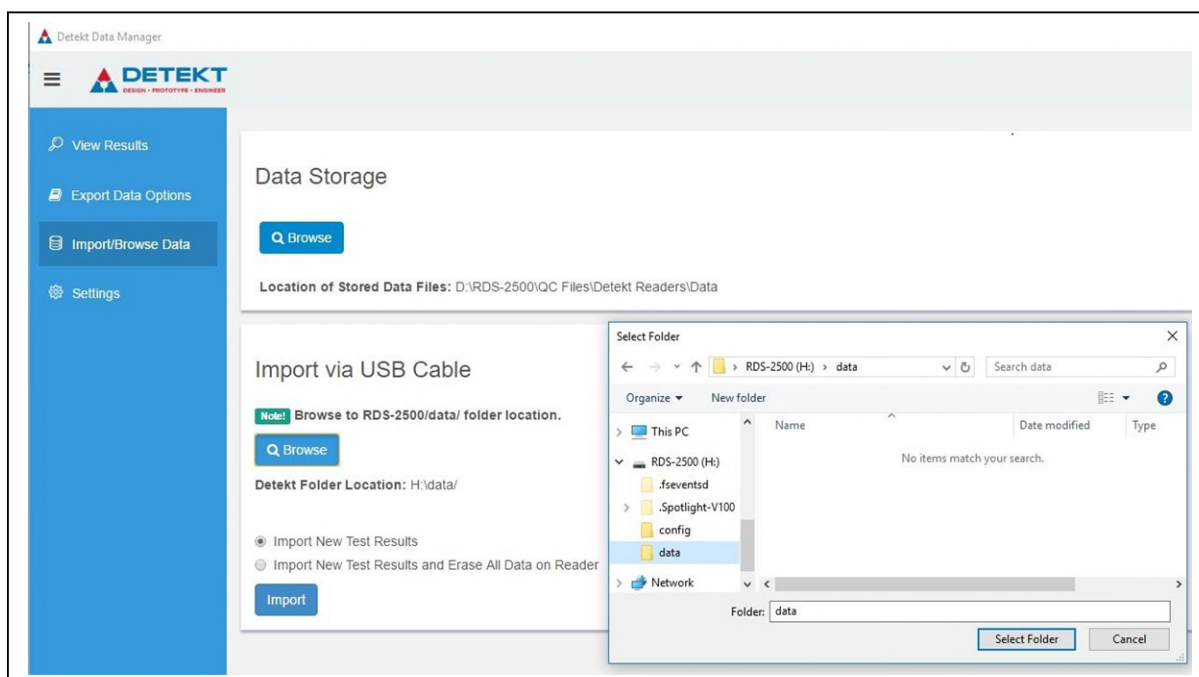 Detekt Data Manager
DETEKT
DESIGN • PROTOTYPE • ENGINEER
View Results
Export Data Options
Import/Browse Data
Settings
Data Storage
Browse
Location of Stored Data Files: D:\RDS-2500\QC Files\Detekt Readers\Data
Import via USB Cable
Note! Browse to RDS-2500/data/ folder location.
Browse
Detekt Folder Location: H:\data/
Import New Test Results
Import New Test Results and Erase All Data on Reader
Import
Select Folder
RDS-2500 (H:) › data
Search data
Organize
New folder
Name
Date modified
Type
This PC
RDS-2500 (H:)
.fseventsd
.Spotlight-V100
config
data
Network
No items match your search.
Folder: data
Select Folder
Cancel